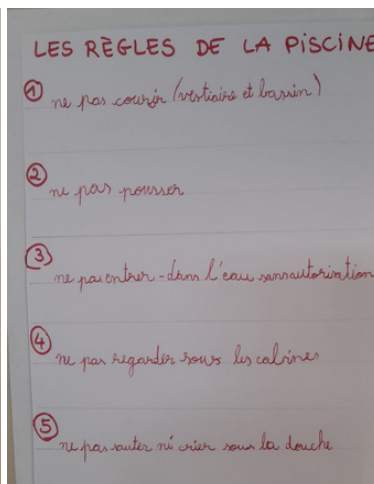 LES RÈGLES DE LA PISCINE
① ne pas courir (vestiaire et bassin)
② ne pas pousser
③ ne pas entrer - dans l'eau sans autorisation
④ ne pas regarder sous les cabines
⑤ ne pas sauter ni crier sous la douche